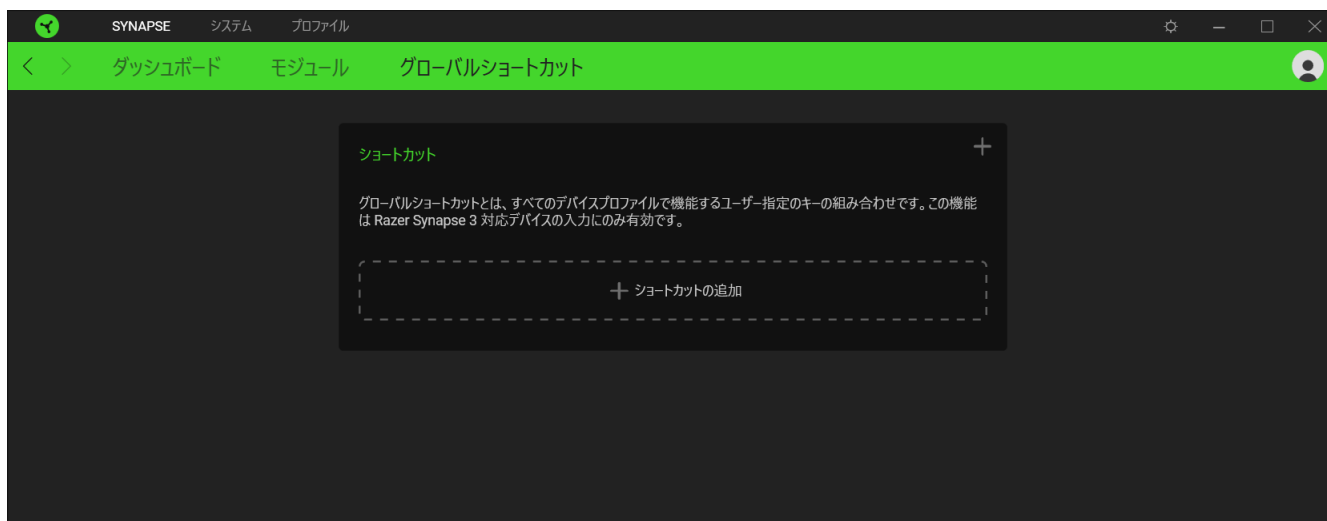 SYNAPSE システム プロファイル
ダッシュボード モジュール グローバルショートカット
ショートカット
グローバルショートカットとは、すべてのデバイスプロファイルで機能するユーザー指定のキーの組み合わせです。この機能
は Razer Synapse 3 対応デバイスの入力にのみ有効です。
ショートカットの追加